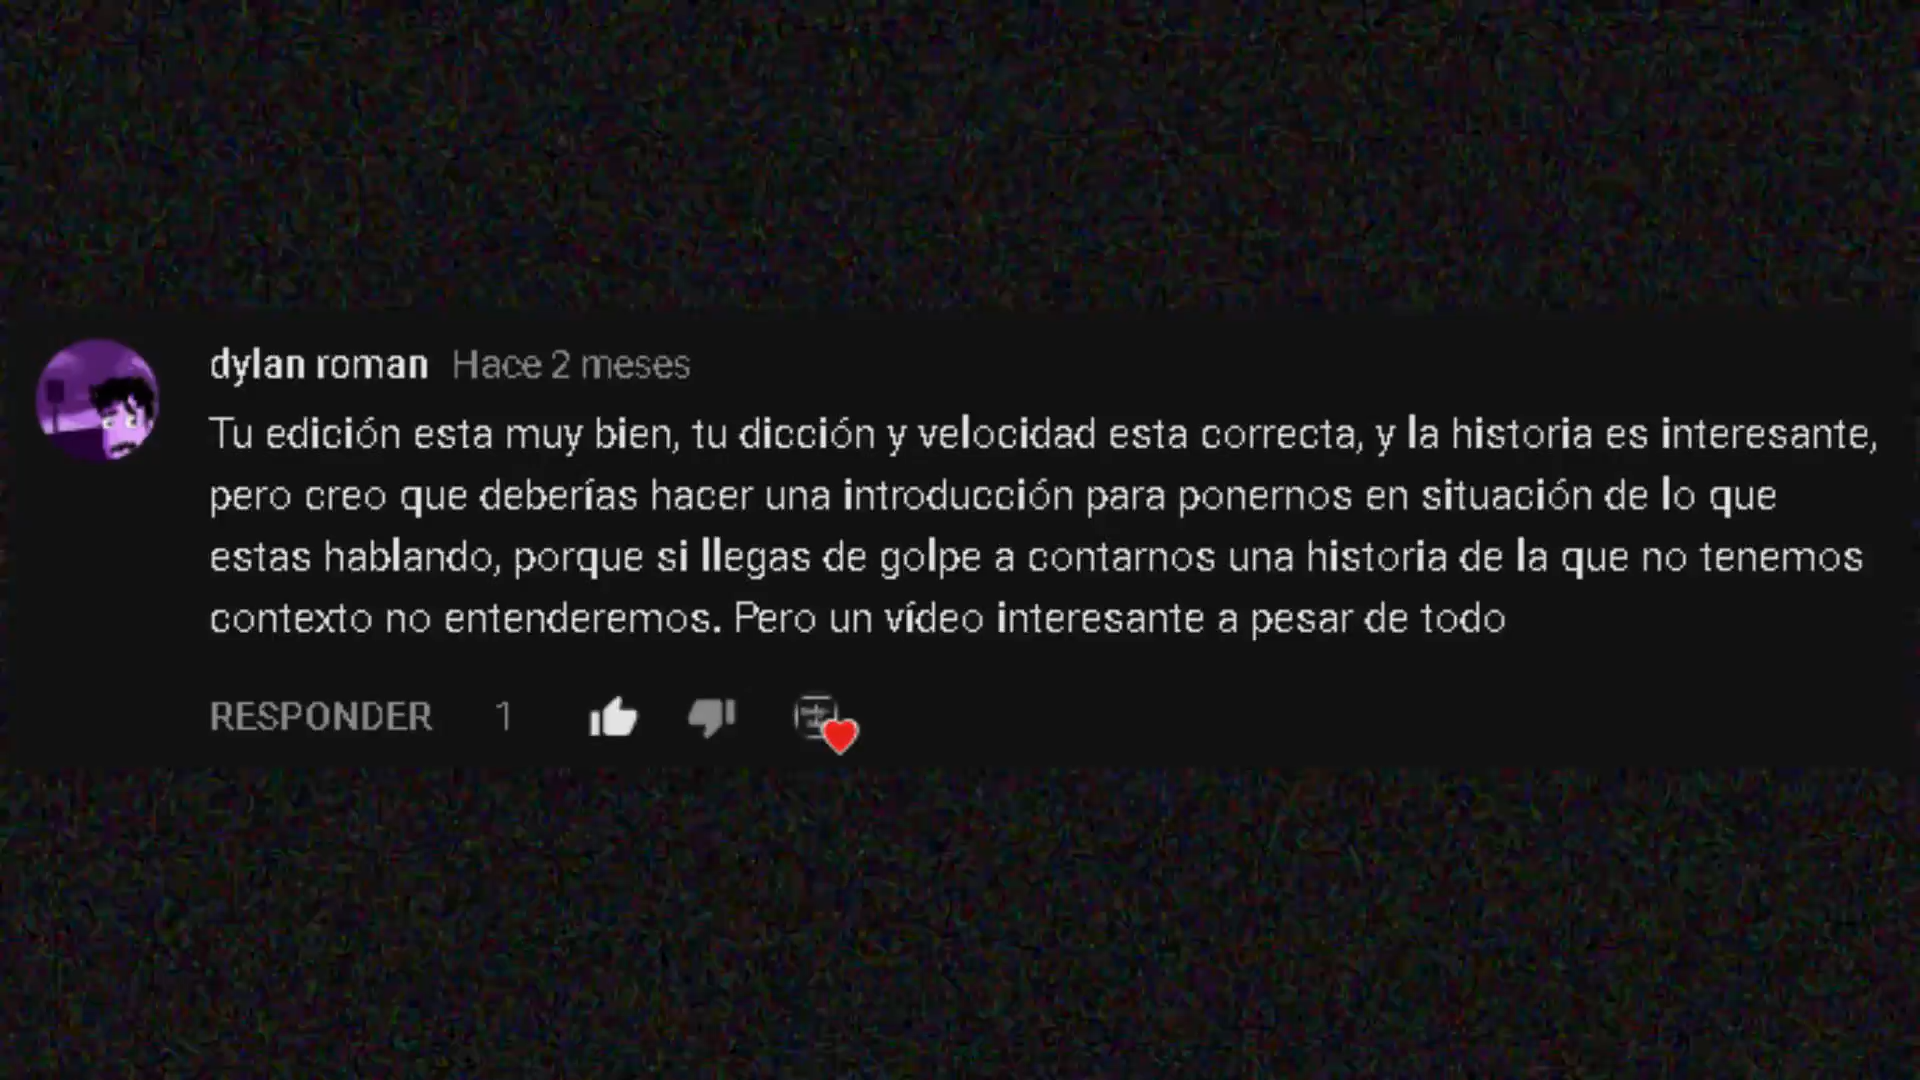 dylan roman Hace 2 meses
Tu edición esta muy bien, tu dicción y velocidad esta correcta, y la historia es interesante,
pero creo que deberías hacer una introducción para ponernos en situación de lo que
estas hablando, porque si llegas de golpe a contarnos una historia de la que no tenemos
contexto no entenderemos. Pero un vídeo interesante a pesar de todo
RESPONDER 1